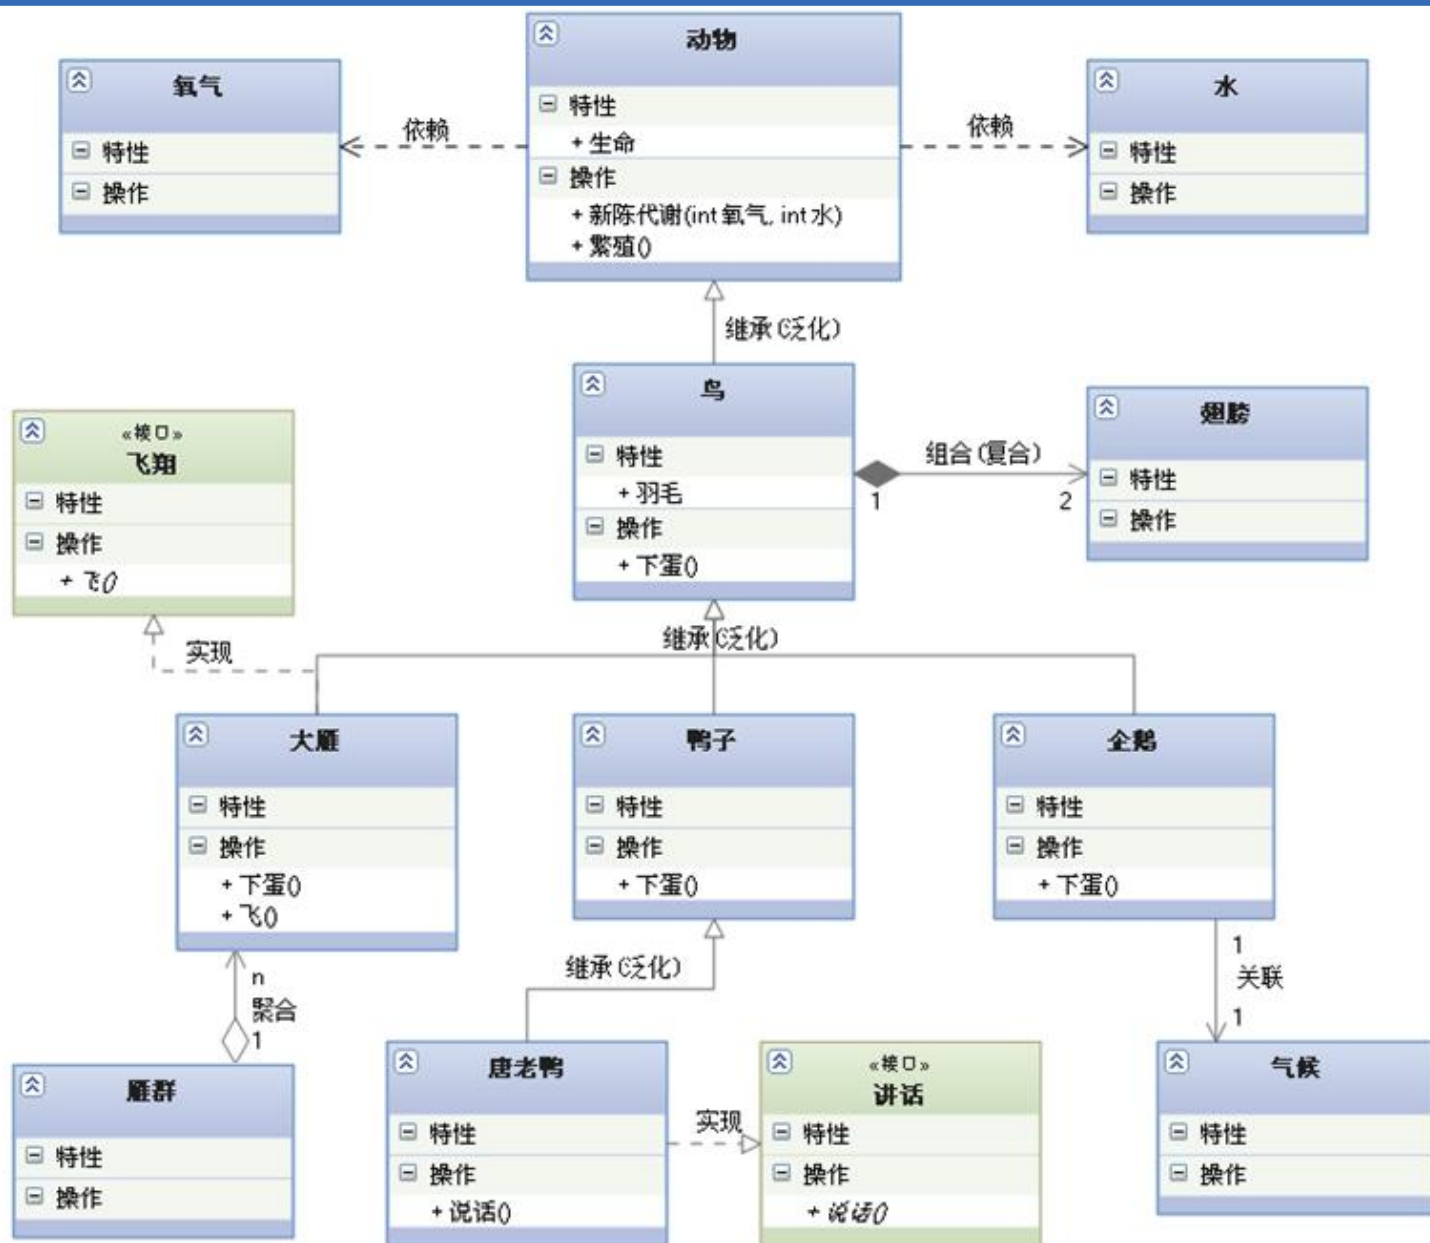 动物
特性
+ 生命
操作
+ 新陈代谢(int 氧气, int 水)
+ 繁殖()
氧气
特性
操作
依赖
依赖
水
特性
操作
继承(泛化)
鸟
特性
+ 羽毛
操作
+ 下蛋()
组合(复合)
1
2
翅膀
特性
操作
«接口»
飞翔
特性
操作
+ 飞()
实现
继承(泛化)
大雁
特性
操作
+ 下蛋()
+ 飞()
鸭子
特性
操作
+ 下蛋()
企鹅
特性
操作
+ 下蛋()
n
聚合
1
继承(泛化)
1
关联
1
雁群
特性
操作
唐老鸭
特性
操作
+ 说话()
实现
«接口»
讲话
特性
操作
+ 说话()
气候
特性
操作